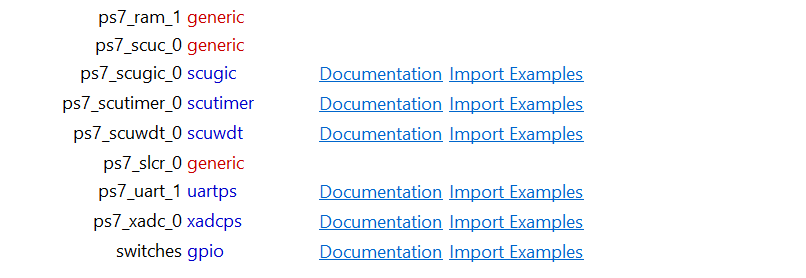 ps7_ram_1 generic
ps7_scuc_0 generic
ps7_scugic_0 scugic Documentation Import Examples
ps7_scutimer_0 scutimer Documentation Import Examples
ps7_scuwdt_0 scuwdt Documentation Import Examples
ps7_slcr_0 generic
ps7_uart_1 uartps Documentation Import Examples
ps7_xadc_0 xadcps Documentation Import Examples
switches gpio Documentation Import Examples